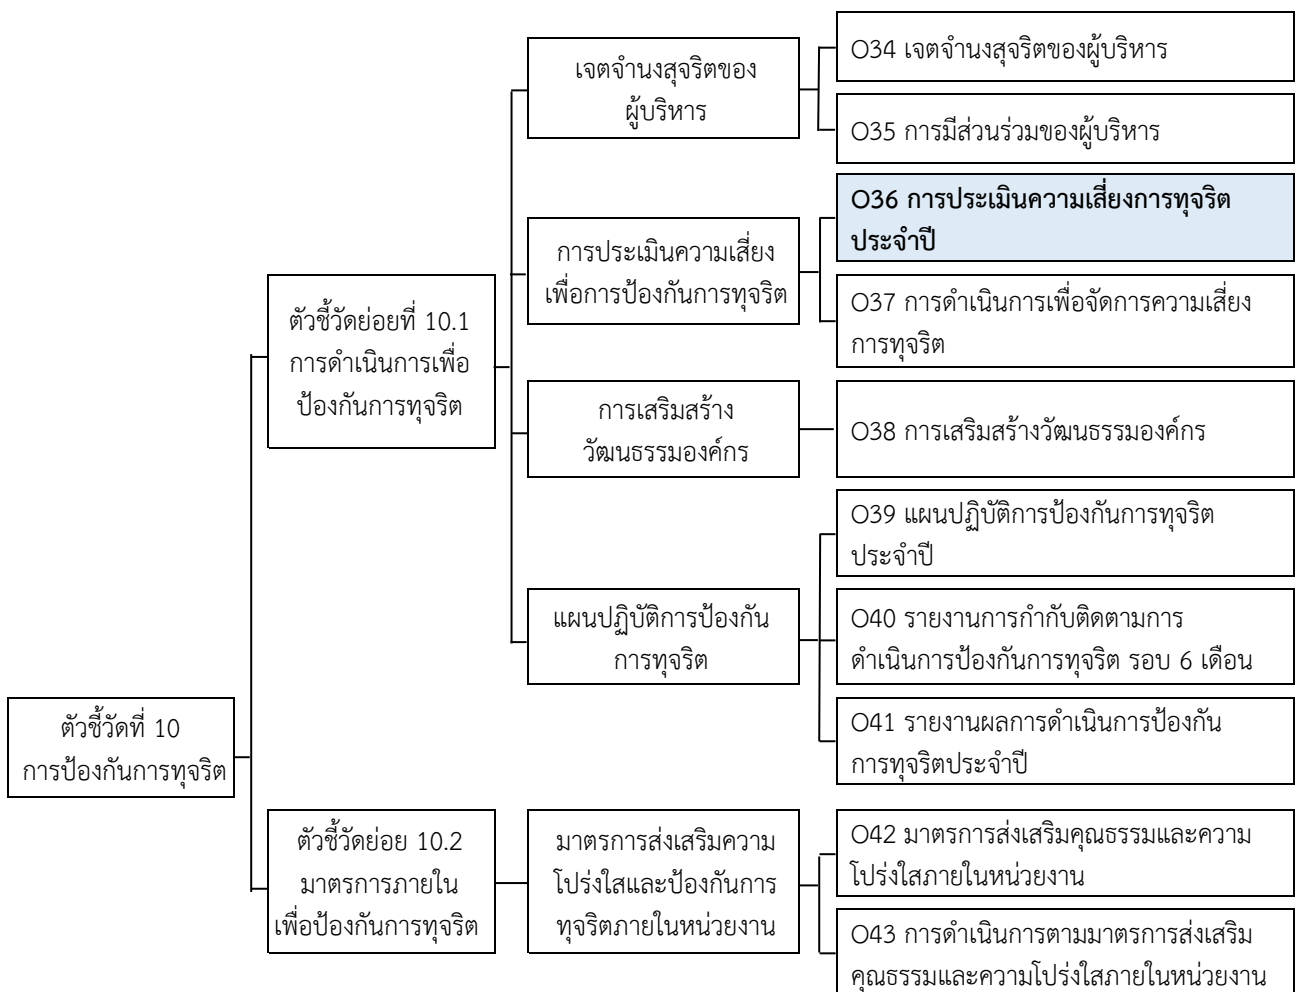 เจตจำนงสุจริตของ
ผู้บริหาร
O34 เจตจำนงสุจริตของผู้บริหาร
O35 การมีส่วนร่วมของผู้บริหาร
การประเมินความเสี่ยง
เพื่อการป้องกันการทุจริต
O36 การประเมินความเสี่ยงการทุจริต
ประจำปี
O37 การดำเนินการเพื่อจัดการความเสี่ยง
การทุจริต
ตัวชี้วัดย่อยที่ 10.1
การดำเนินการเพื่อ
ป้องกันการทุจริต
การเสริมสร้าง
วัฒนธรรมองค์กร
O38 การเสริมสร้างวัฒนธรรมองค์กร
แผนปฏิบัติการป้องกัน
การทุจริต
O39 แผนปฏิบัติการป้องกันการทุจริต
ประจำปี
O40 รายงานการกำกับติดตามการ
ดำเนินการป้องกันการทุจริต รอบ 6 เดือน
O41 รายงานผลการดำเนินการป้องกัน
การทุจริตประจำปี
ตัวชี้วัดที่ 10
การป้องกันการทุจริต
ตัวชี้วัดย่อย 10.2
มาตรการภายใน
เพื่อป้องกันการทุจริต
มาตรการส่งเสริมความ
โปร่งใสและป้องกันการ
ทุจริตภายในหน่วยงาน
O42 มาตรการส่งเสริมคุณธรรมและความ
โปร่งใสภายในหน่วยงาน
O43 การดำเนินการตามมาตรการส่งเสริม
คุณธรรมและความโปร่งใสภายในหน่วยงาน